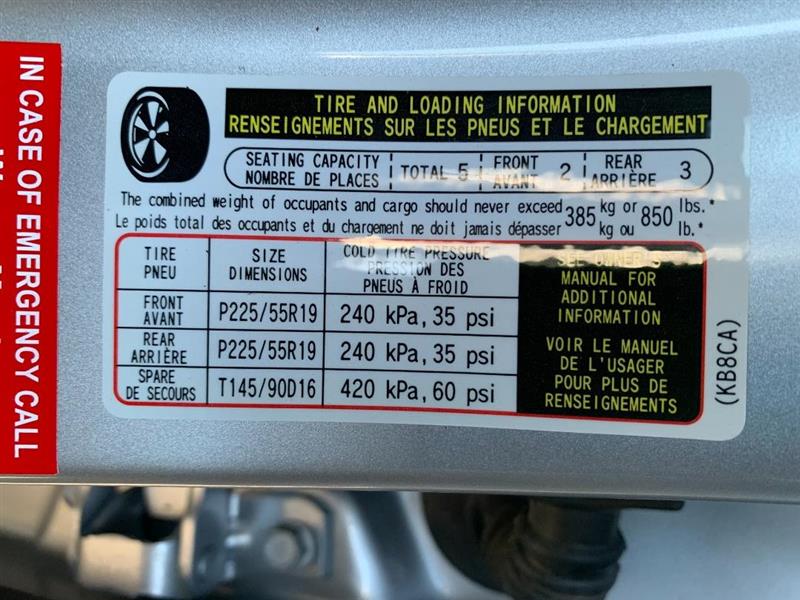 IN CASE OF EMERGENCY CALL
TIRE AND LOADING INFORMATION
RENSEIGNEMENTS SUR LES PNEUS ET LE CHARGEMENT
SEATING CAPACITY
NOMBRE DE PLACES
TOTAL 5
FRONT
AVANT
2
REAR
ARRIÈRE
3
The combined weight of occupants and cargo should never exceed 385 kg or 850 lbs.*
Le poids total des occupants et du chargement ne doit jamais dépasser kg ou lb.*
TIRE
PNEU
SIZE
DIMENSIONS
COLD TIRE PRESSURE
PRESSION DES
PNEUS À FROID
FRONT
AVANT
P225/55R19
240 kPa, 35 psi
REAR
ARRIÈRE
P225/55R19
240 kPa, 35 psi
SPARE
DE SECOURS
T145/90D16
420 kPa, 60 psi
SEE OWNER'S
MANUAL FOR
ADDITIONAL
INFORMATION
VOIR LE MANUEL
DE L'USAGER
POUR PLUS DE
RENSEIGNEMENTS
(KB8CA)